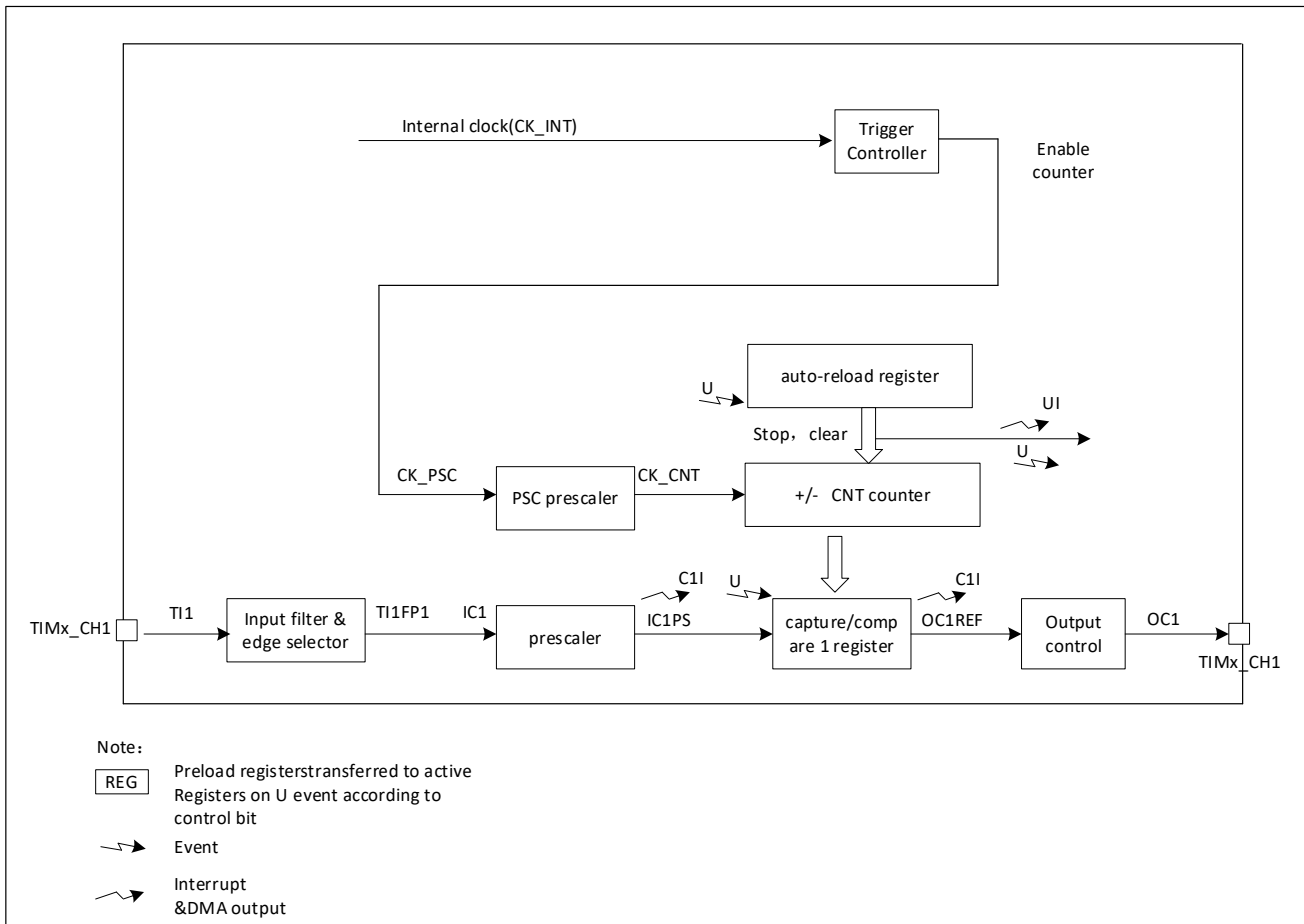 Internal clock(CK_INT)
Trigger
Controller
Enable
counter
auto-reload register
U
UI
Stop，clear
U
CK_PSC
CK_CNT
PSC prescaler
+/- CNT counter
C1I
U
C1I
TI1
TI1FP1
IC1
IC1PS
OC1REF
OC1
TIMx_CH1
Input filter &
edge selector
prescaler
capture/comp
are 1 register
Output
control
TIMx_CH1
Note：
REG
Preload registerstransferred to active
Registers on U event according to
control bit
Event
Interrupt
&DMA output